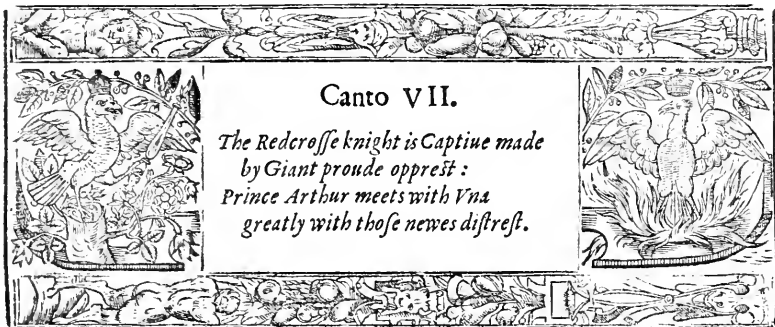 Canto VII.
The Redcroſſe knight is Captiue made
by Giant proude oppreſt :
Prince Arthur meets with Vna
greatly with thoſe newes diſtreſt.